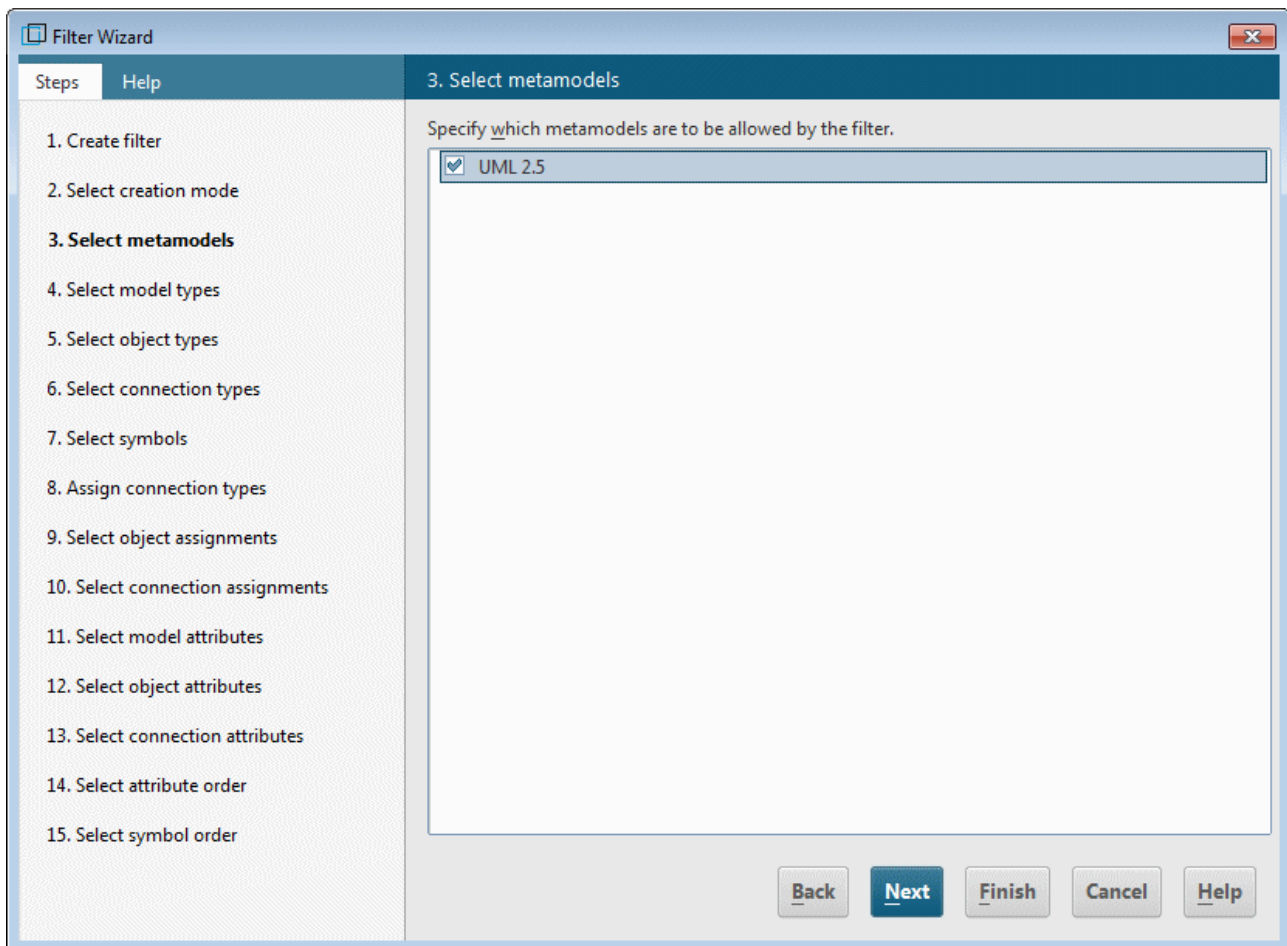 Filter Wizard
Steps Help
1. Create filter
2. Select creation mode
3. Select metamodels
4. Select model types
5. Select object types
6. Select connection types
7. Select symbols
8. Assign connection types
9. Select object assignments
10. Select connection assignments
11. Select model attributes
12. Select object attributes
13. Select connection attributes
14. Select attribute order
15. Select symbol order
3. Select metamodels
Specify which metamodels are to be allowed by the filter.
UML 2.5
Back Next Finish Cancel Help